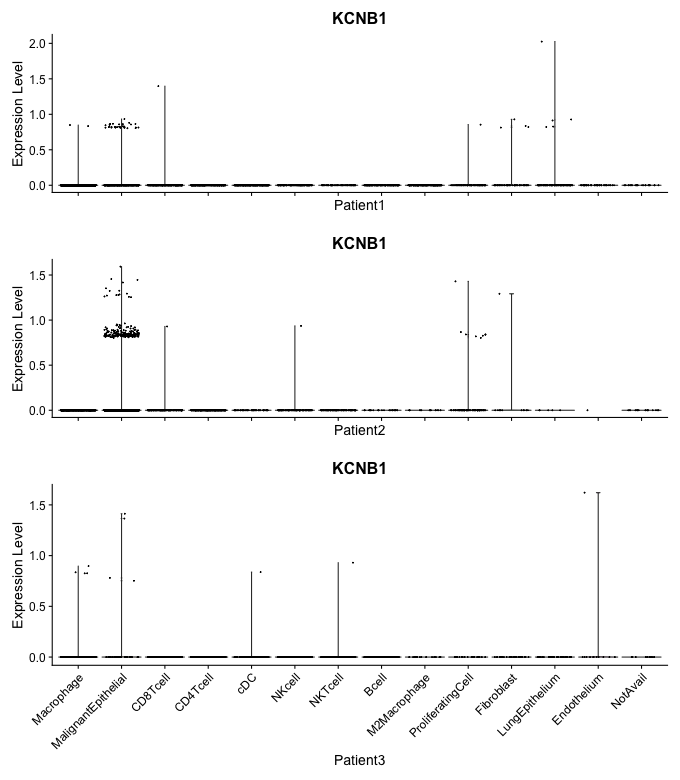 KCNB1
Expression Level
2.0
1.5
1.0
0.5
0.0
Patient1
KCNB1
Expression Level
1.5
1.0
0.5
0.0
Patient2
KCNB1
Expression Level
1.5
1.0
0.5
0.0
Macrophage
MalignantEpithelial
CD8Tcell
CD4Tcell
cDC
NKcell
NKTcell
Bcell
M2Macrophage
ProliferatingCell
Fibroblast
LungEpithelium
Endothelium
NotAvail
Patient3